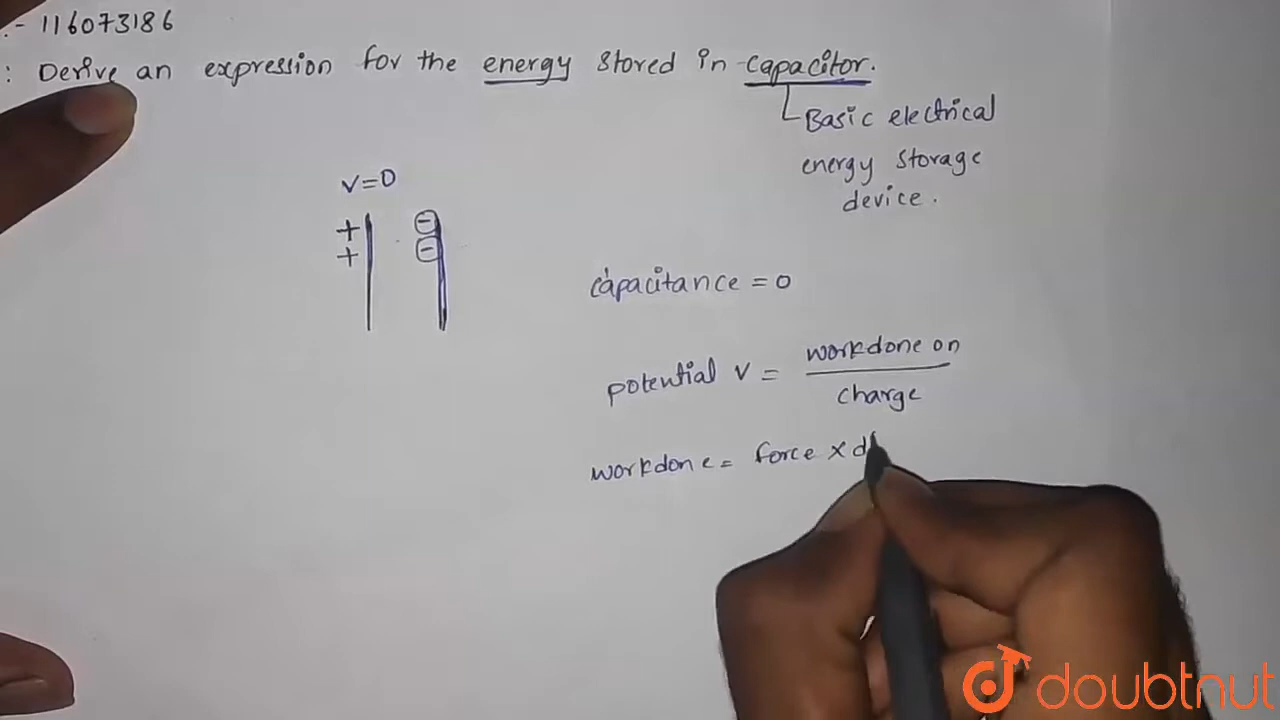 :- 116073186
: Derive an expression for the energy stored in capacitor.
Basic electrical
energy storage
device.
V=0
+ -
+ -
capacitance = 0
potential V = workdone on
charge
workdone = force x d
doubtnut